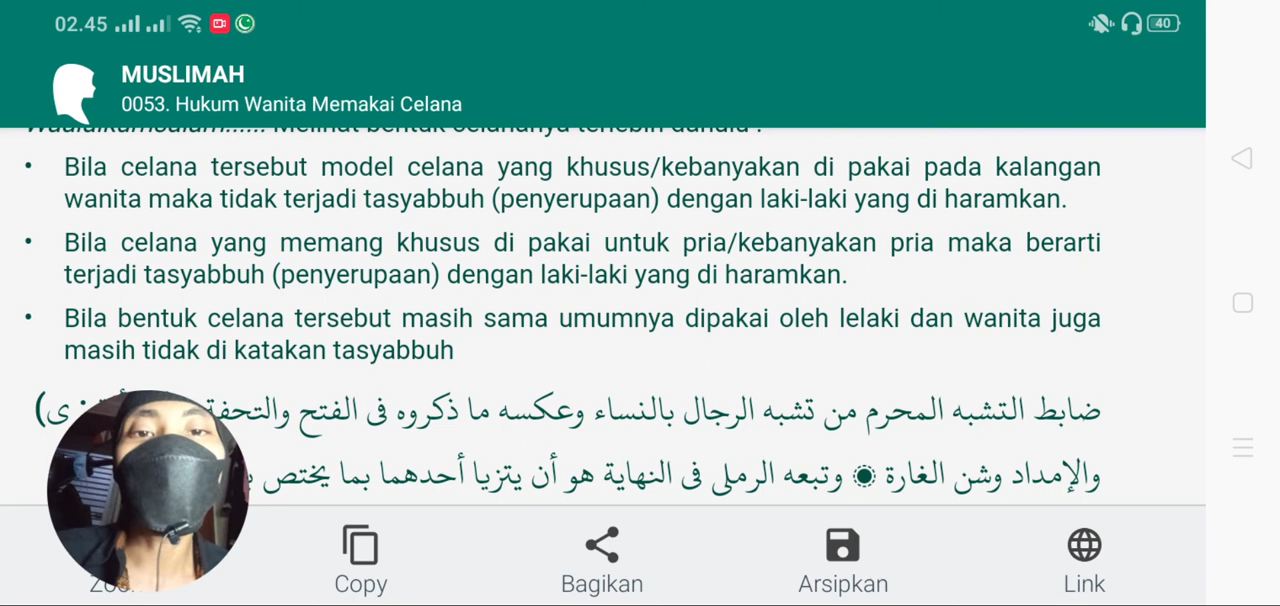 02.45
40
MUSLIMAH
0053. Hukum Wanita Memakai Celana
• Bila celana tersebut model celana yang khusus/kebanyakan di pakai pada kalangan
wanita maka tidak terjadi tasyabbuh (penyerupaan) dengan laki-laki yang di haramkan.
• Bila celana yang memang khusus di pakai untuk pria/kebanyakan pria maka berarti
terjadi tasyabbuh (penyerupaan) dengan laki-laki yang di haramkan.
• Bila bentuk celana tersebut masih sama umumnya dipakai oleh lelaki dan wanita juga
masih tidak di katakan tasyabbuh
ضابط التشبه المحرم من تشبه الرجال بالنساء وعكسه ما ذكروه فى الفتح والتحفة
والإمداد وشن الغارة ◉ وتبعه الرملى فى النهاية هو أن يتزيا أحدهما بما يختص
Copy
Bagikan
Arsipkan
Link